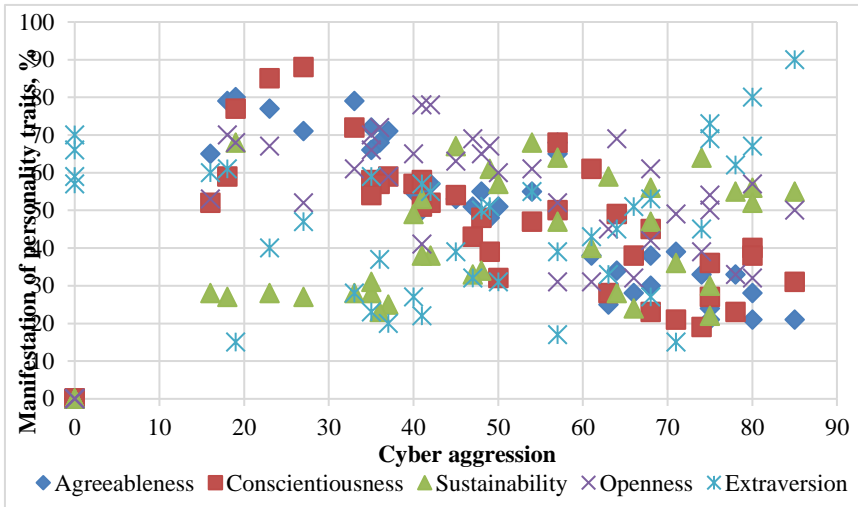 Manifestation of personality traits, %
100
90
80
70
60
50
40
30
20
10
0
0 10 20 30 40 50 60 70 80 90
Cyber aggression
Agreeableness Conscientiousness Sustainability Openness Extraversion